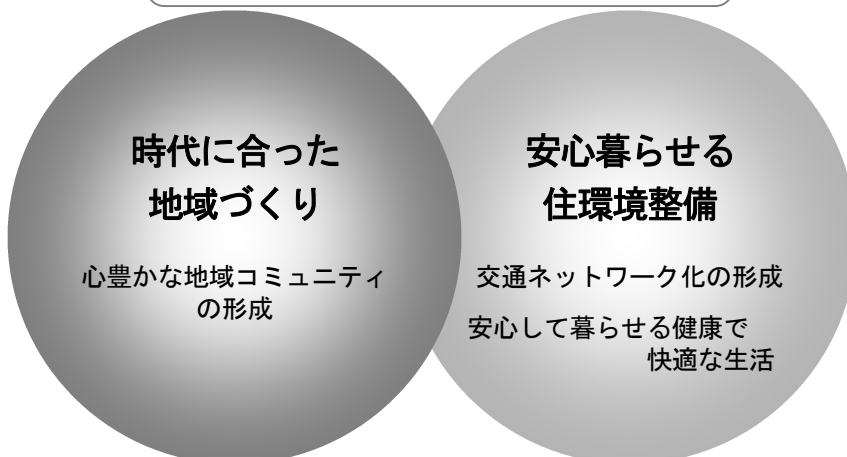 時代に合った
地域づくり
心豊かな地域コミュニティ
の形成
安心暮らせる
住環境整備
交通ネットワーク化の形成
安心して暮らせる健康で
快適な生活